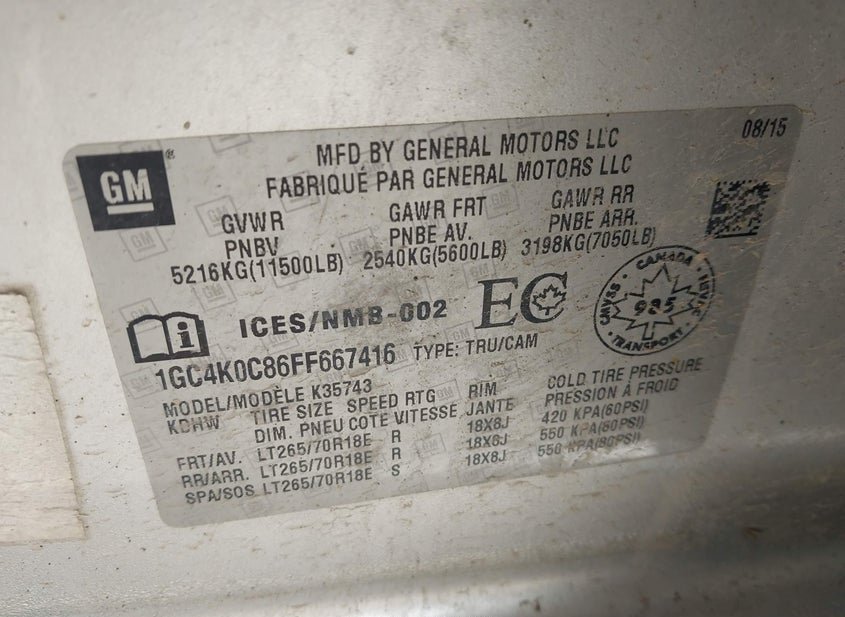 08/15
GM
MFD BY GENERAL MOTORS LLC
FABRIQUÉ PAR GENERAL MOTORS LLC
GVWR GAWR FRT GAWR RR
PNBV PNBE AV. PNBE ARR.
5216KG(11500LB) 2540KG(5600LB) 3198KG(7050LB)
CANADA
ICES/NMB-002 EC
CMVSS NSVAC
TRANSPORT
1GC4K0C86FF667416 TYPE: TRU/CAM
MODEL/MODÈLE K35743
KDHW TIRE SIZE SPEED RTG RIM COLD TIRE PRESSURE
DIM. PNEU COTE VITESSE JANTE PRESSION À FROID
FRT/AV. LT265/70R18E R 18X8J 420 KPA(60PSI)
RR/ARR. LT265/70R18E R 18X8J 550 KPA(80PSI)
SPA/SOS LT265/70R18E S 18X8J 550 KPA(80PSI)